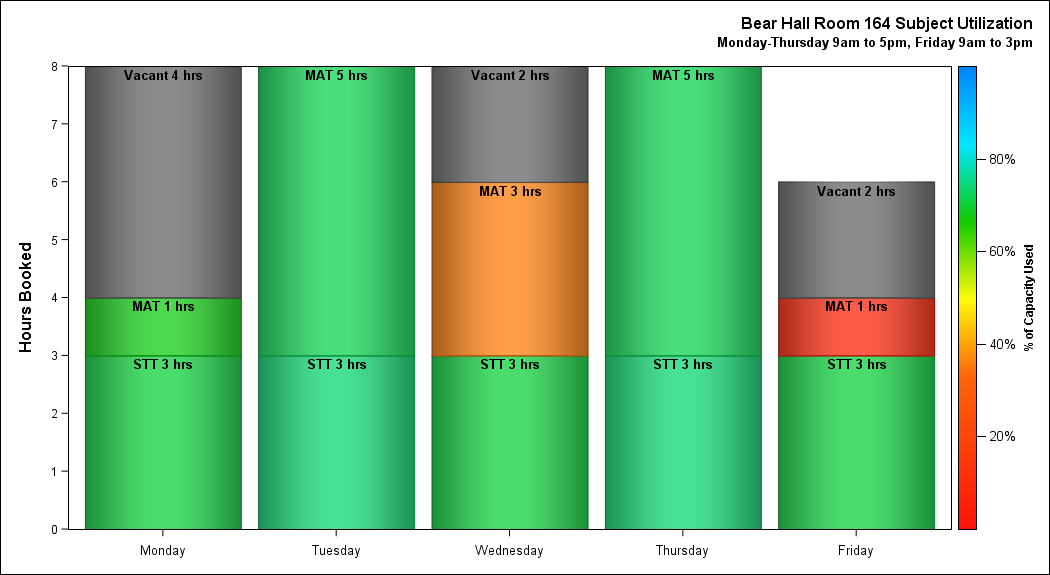 Bear Hall Room 164 Subject Utilization
Monday-Thursday 9am to 5pm, Friday 9am to 3pm
Hours Booked
8
7
6
5
4
3
2
1
0
Vacant 4 hrs
MAT 1 hrs
STT 3 hrs
MAT 5 hrs
STT 3 hrs
Vacant 2 hrs
MAT 3 hrs
STT 3 hrs
MAT 5 hrs
STT 3 hrs
Vacant 2 hrs
MAT 1 hrs
STT 3 hrs
Monday
Tuesday
Wednesday
Thursday
Friday
80%
60%
40%
20%
% of Capacity Used